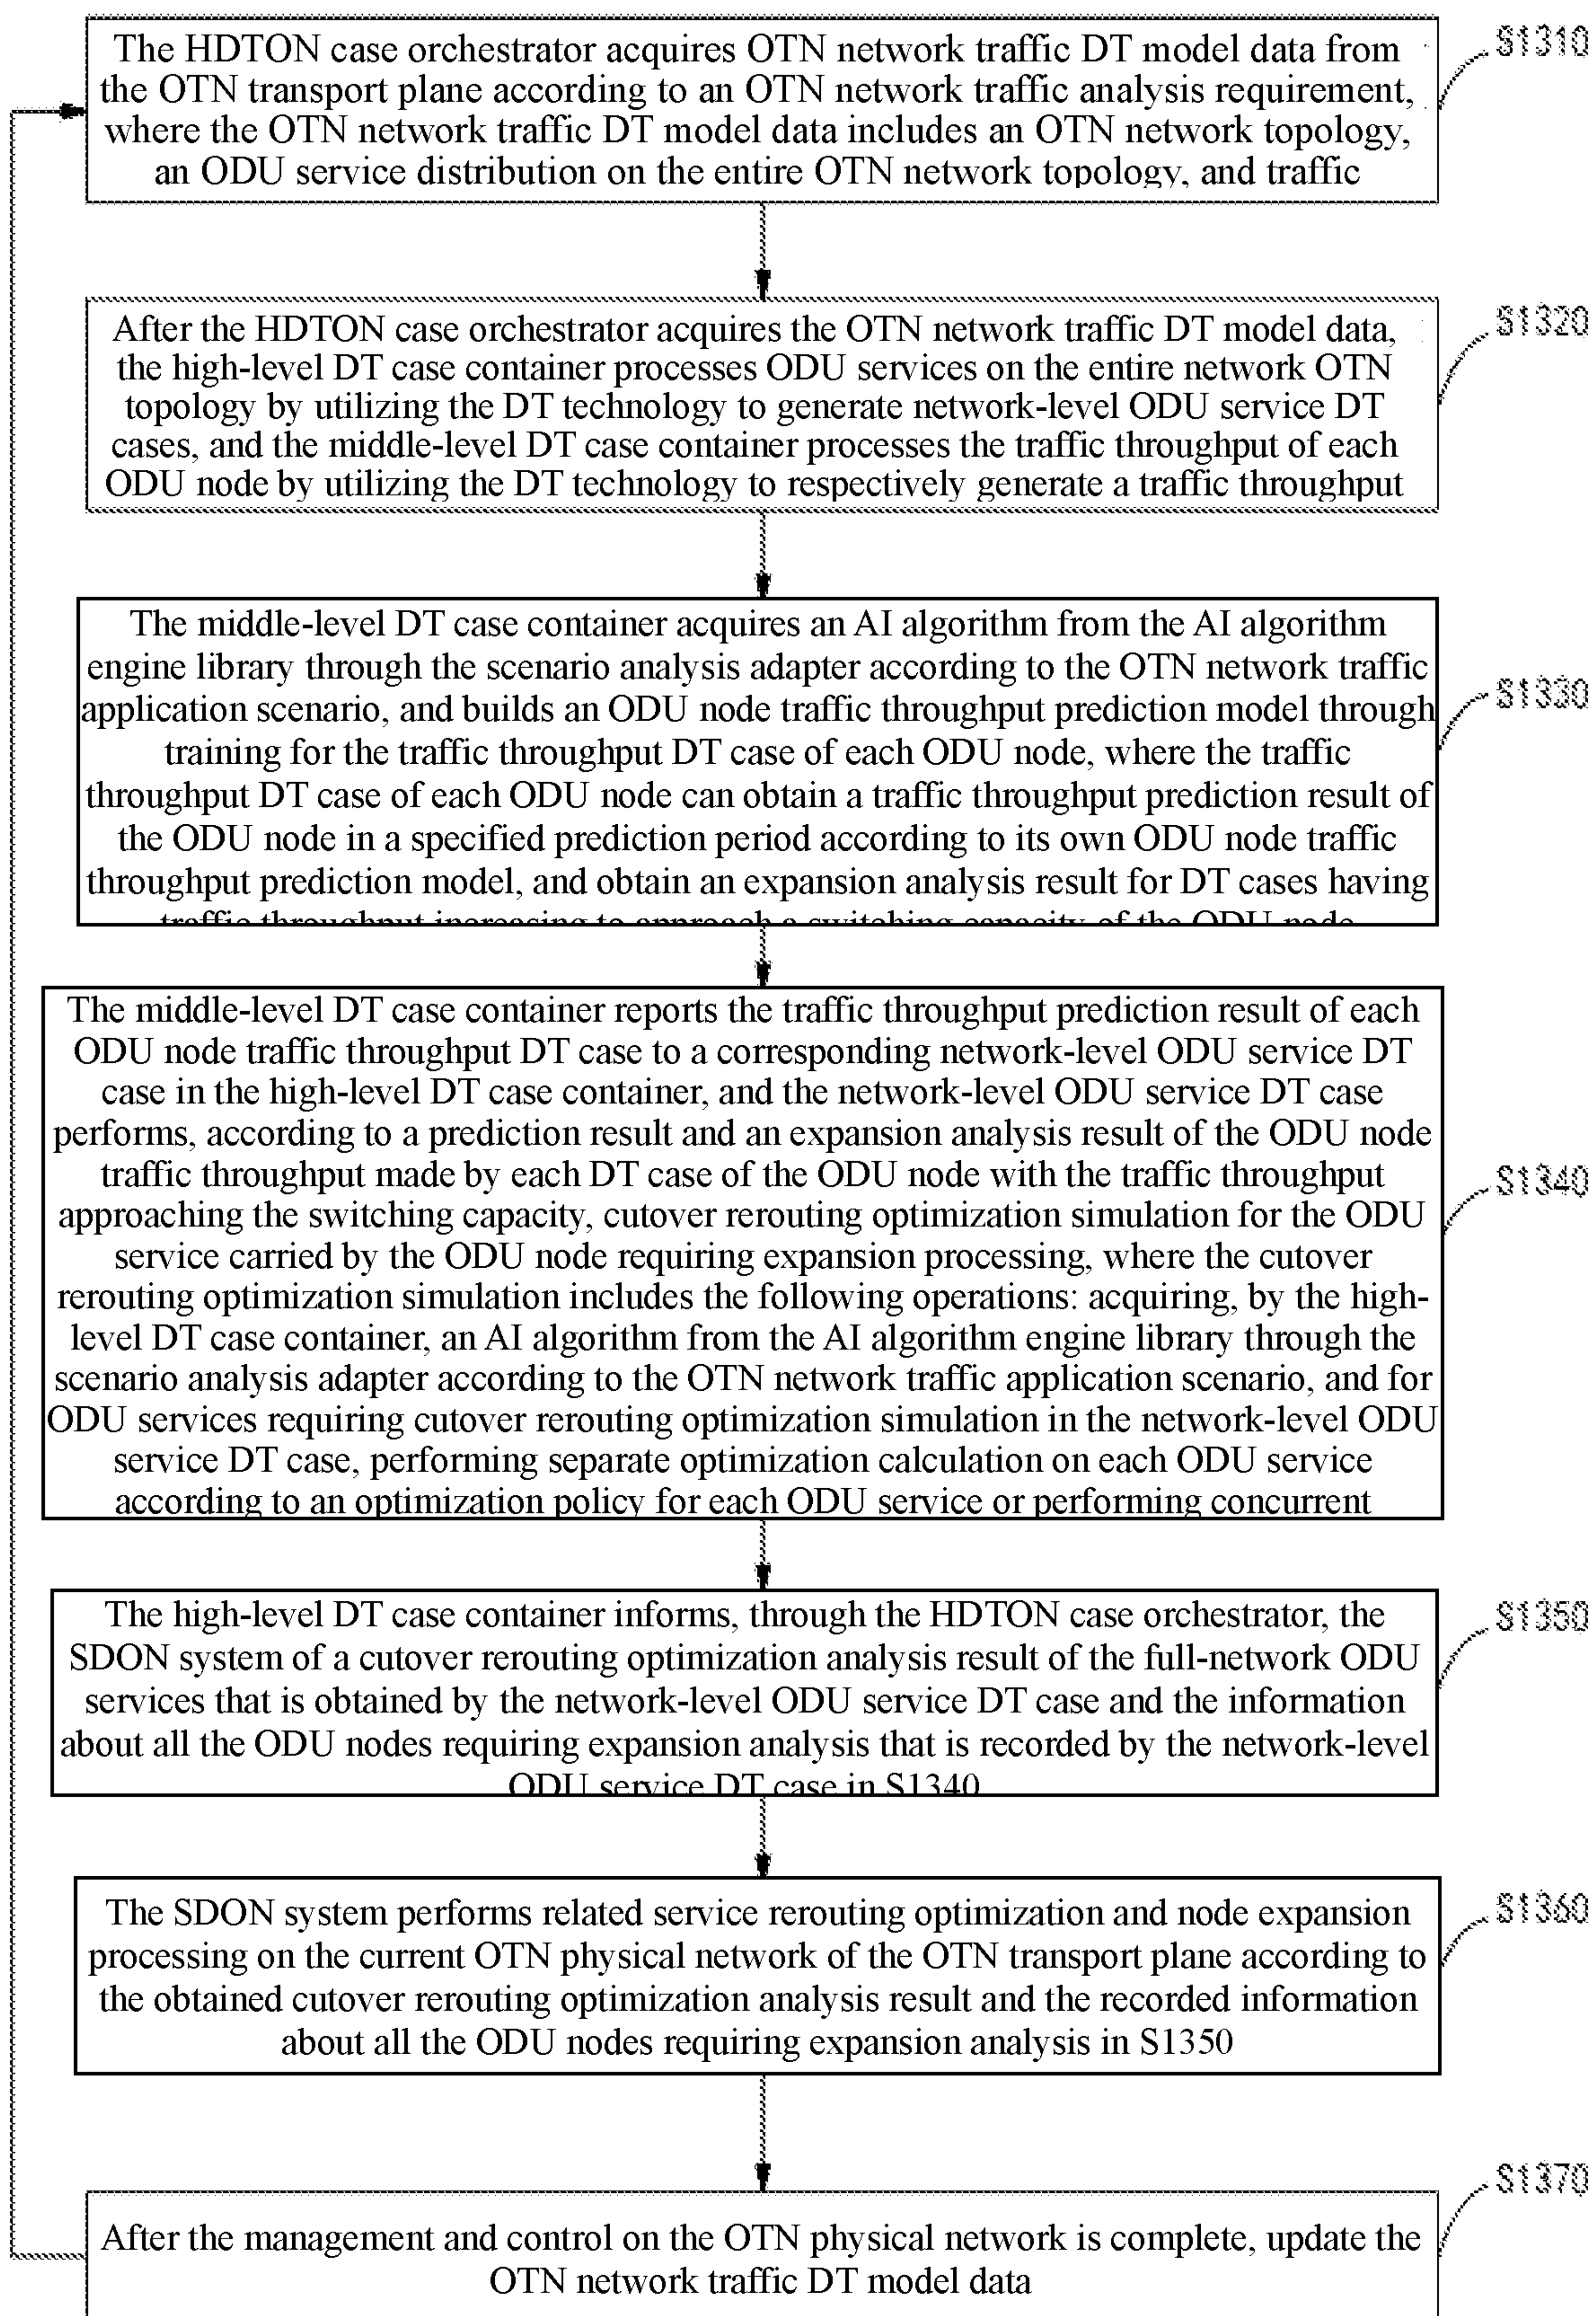 The HDTON case orchestrator acquires OTN network traffic DT model data from
the OTN transport plane according to an OTN network traffic analysis requirement,
where the OTN network traffic DT model data includes an OTN network topology,
an ODU service distribution on the entire OTN network topology, and traffic
S1310
After the HDTON case orchestrator acquires the OTN network traffic DT model data,
the high-level DT case container processes ODU services on the entire network OTN
topology by utilizing the DT technology to generate network-level ODU service DT
cases, and the middle-level DT case container processes the traffic throughput of each
ODU node by utilizing the DT technology to respectively generate a traffic throughput
S1320
The middle-level DT case container acquires an AI algorithm from the AI algorithm
engine library through the scenario analysis adapter according to the OTN network traffic
application scenario, and builds an ODU node traffic throughput prediction model through
training for the traffic throughput DT case of each ODU node, where the traffic
throughput DT case of each ODU node can obtain a traffic throughput prediction result of
the ODU node in a specified prediction period according to its own ODU node traffic
throughput prediction model, and obtain an expansion analysis result for DT cases having
traffic throughput increasing to approach a switching capacity of the ODU node
S1330
The middle-level DT case container reports the traffic throughput prediction result of each
ODU node traffic throughput DT case to a corresponding network-level ODU service DT
case in the high-level DT case container, and the network-level ODU service DT case
performs, according to a prediction result and an expansion analysis result of the ODU node
traffic throughput made by each DT case of the ODU node with the traffic throughput
approaching the switching capacity, cutover rerouting optimization simulation for the ODU
service carried by the ODU node requiring expansion processing, where the cutover
rerouting optimization simulation includes the following operations: acquiring, by the high-
level DT case container, an AI algorithm from the AI algorithm engine library through the
scenario analysis adapter according to the OTN network traffic application scenario, and for
ODU services requiring cutover rerouting optimization simulation in the network-level ODU
service DT case, performing separate optimization calculation on each ODU service
according to an optimization policy for each ODU service or performing concurrent
S1340
The high-level DT case container informs, through the HDTON case orchestrator, the
SDON system of a cutover rerouting optimization analysis result of the full-network ODU
services that is obtained by the network-level ODU service DT case and the information
about all the ODU nodes requiring expansion analysis that is recorded by the network-level
ODU service DT case in S1340
S1350
The SDON system performs related service rerouting optimization and node expansion
processing on the current OTN physical network of the OTN transport plane according to
the obtained cutover rerouting optimization analysis result and the recorded information
about all the ODU nodes requiring expansion analysis in S1350
S1360
After the management and control on the OTN physical network is complete, update the
OTN network traffic DT model data
S1370